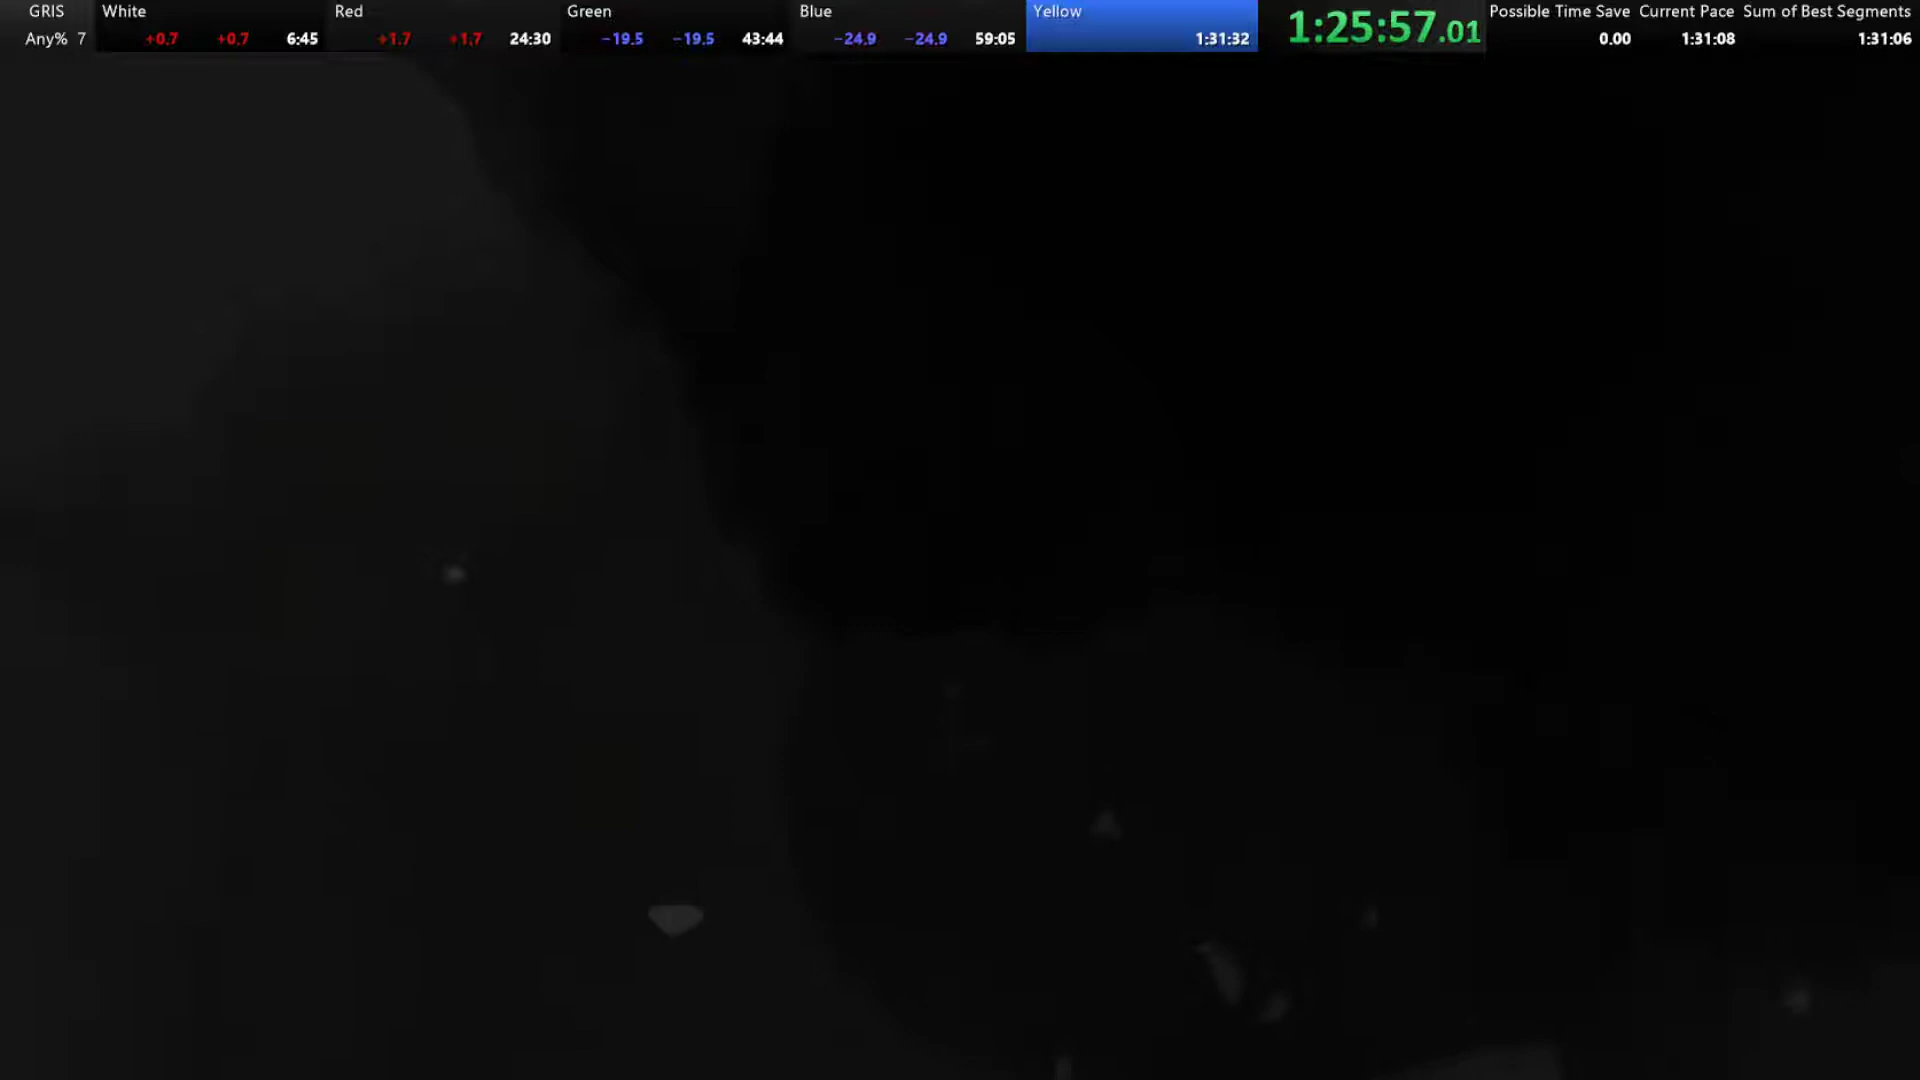 GRIS White Red Green Blue Yellow 1:25:57.01 Possible Time Save Current Pace Sum of Best Segments
Any% 7 +0.7 +0.7 6:45 +1.7 +1.7 24:30 −19.5 −19.5 43:44 −24.9 −24.9 59:05 1:31:32 0.00 1:31:08 1:31:06